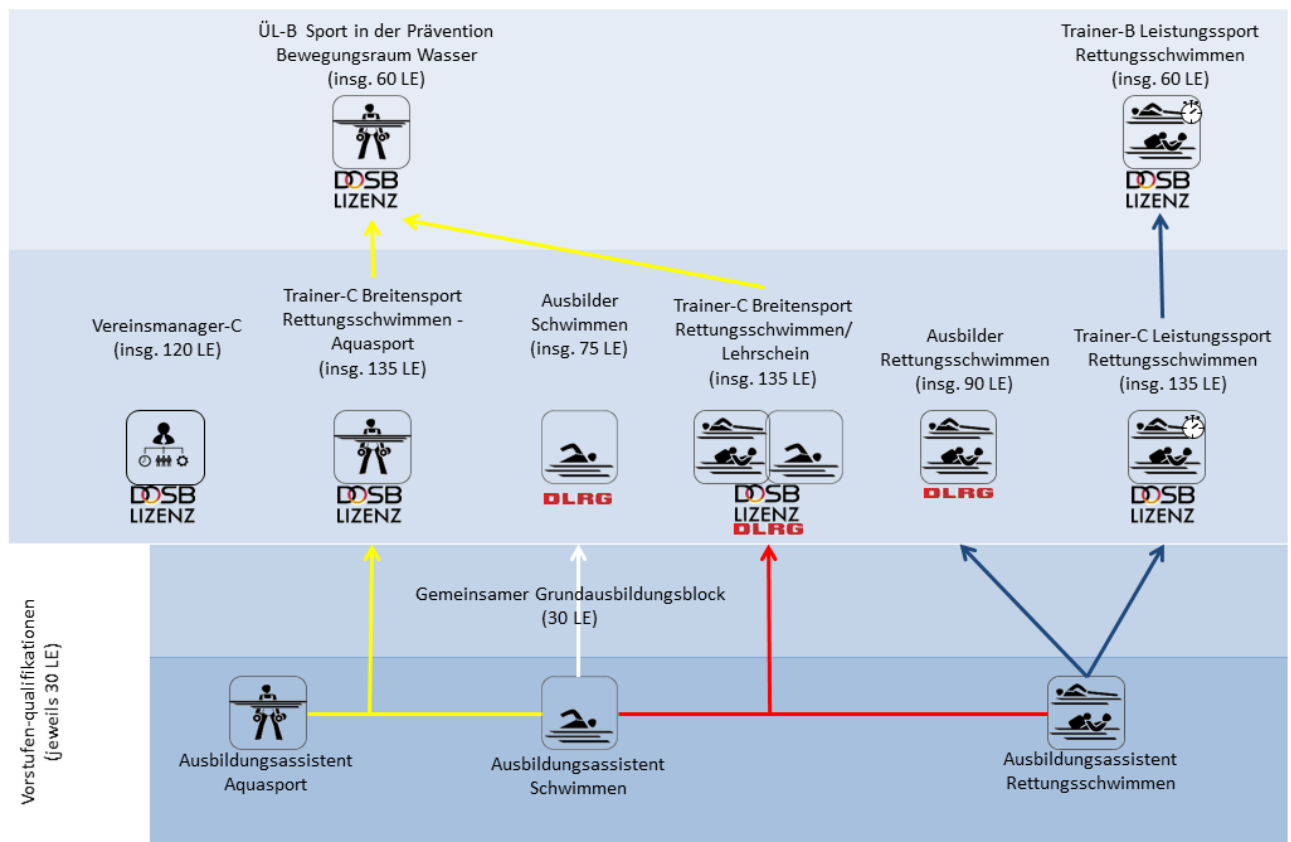 ÜL-B Sport in der Prävention
Bewegungsraum Wasser
(insg. 60 LE)
DOSB
LIZENZ
Trainer-B Leistungssport
Rettungsschwimmen
(insg. 60 LE)
DOSB
LIZENZ
Vereinsmanager-C
(insg. 120 LE)
DOSB
LIZENZ
Trainer-C Breitensport
Rettungsschwimmen -
Aquasport
(insg. 135 LE)
DOSB
LIZENZ
Ausbilder
Schwimmen
(insg. 75 LE)
DLRG
Trainer-C Breitensport
Rettungsschwimmen/
Lehrschein
(insg. 135 LE)
DOSB
LIZENZ
DLRG
Ausbilder
Rettungsschwimmen
(insg. 90 LE)
DLRG
Trainer-C Leistungssport
Rettungsschwimmen
(insg. 135 LE)
DOSB
LIZENZ
Gemeinsamer Grundausbildungsblock
(30 LE)
Vorstufen-qualifikationen
(jeweils 30 LE)
Ausbildungsassistent
Aquasport
Ausbildungsassistent
Schwimmen
Ausbildungsassistent
Rettungsschwimmen